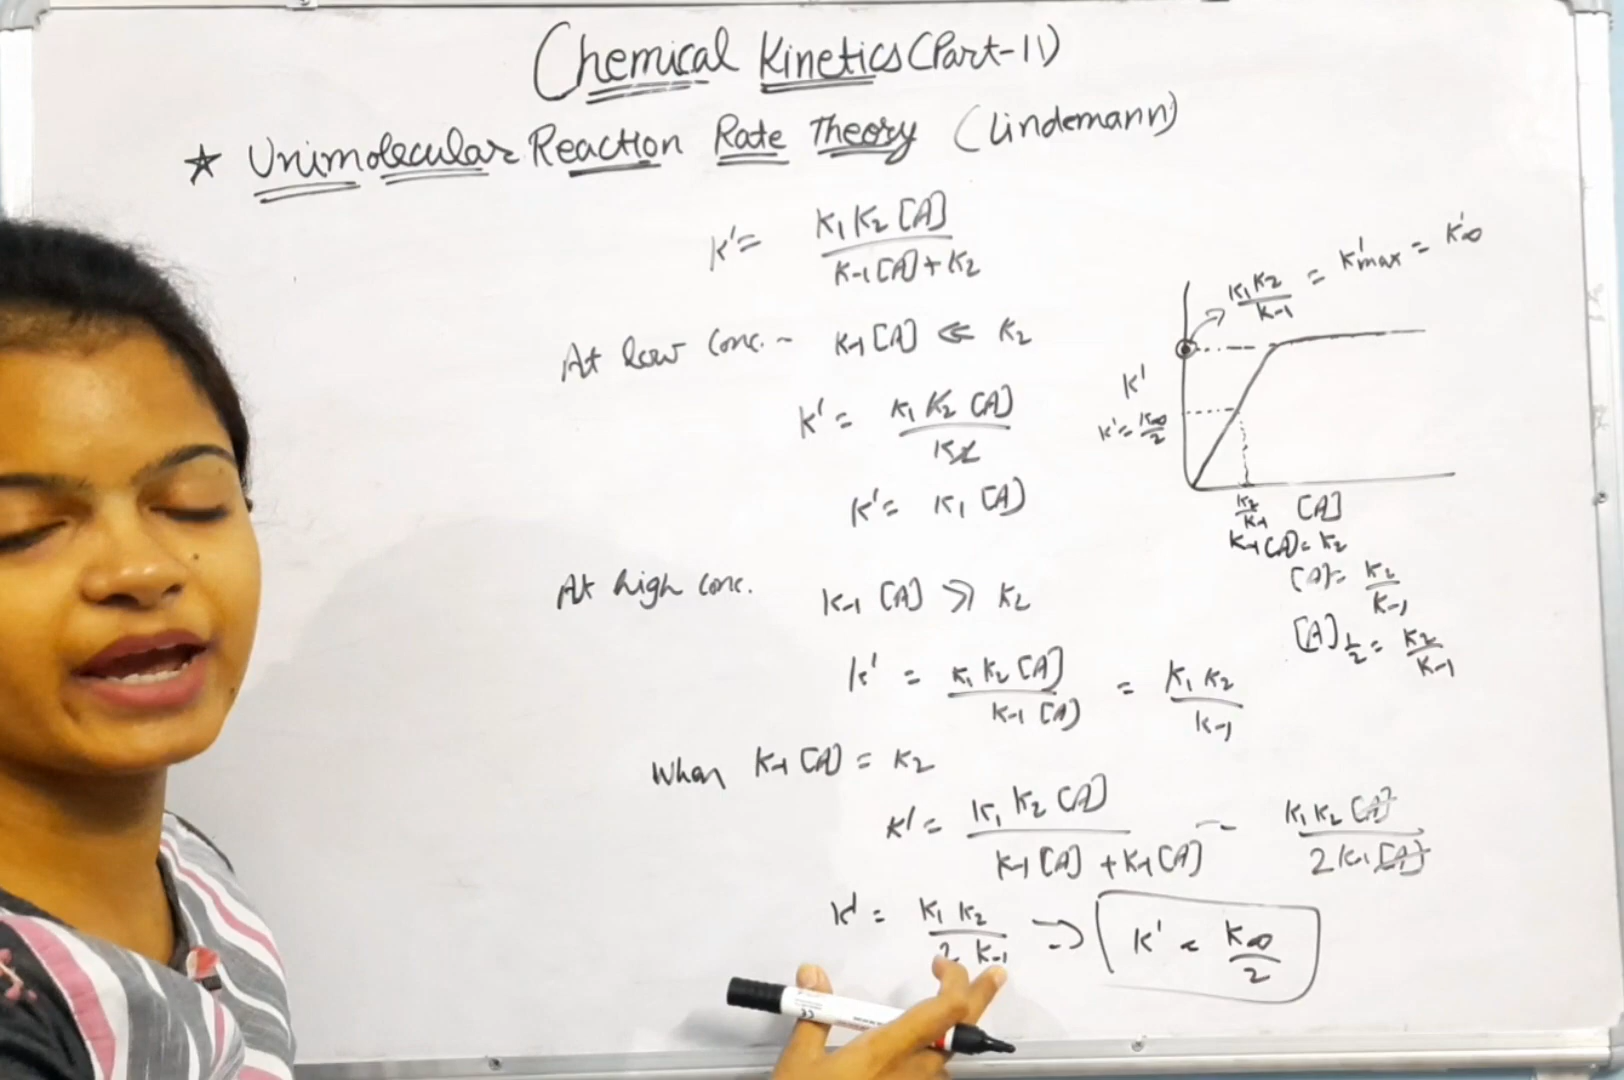 Chemical Kinetics (Part-11)
★ Unimolecular Reaction Rate Theory (Lindemann)
K' = K₁ K₂ [A] / K₋₁ [A] + K₂
At low conc. - K₋₁ [A] <<< K₂
K' = K₁ K₂ [A] / K₂
K' = K₁ [A]
At high conc. K₋₁ [A] >> K₂
K' = K₁ K₂ [A] / K₋₁ [A] = K₁ K₂ / K₋₁
When K₋₁ [A] = K₂
K' = K₁ K₂ [A] / K₋₁ [A] + K₋₁ [A] = K₁ K₂ [A] / 2 K₋₁ [A]
K' = K₁ K₂ / 2 K₋₁ ⇒ K' = K∞ / 2
K₁ K₂ / K₋₁ = K'max = K'∞
K'
K' = K∞ / 2
K₂ / K₋₁ [A]
K₋₁ [A] = K₂
[A] = K₂ / K₋₁
[A]½ = K₂ / K₋₁